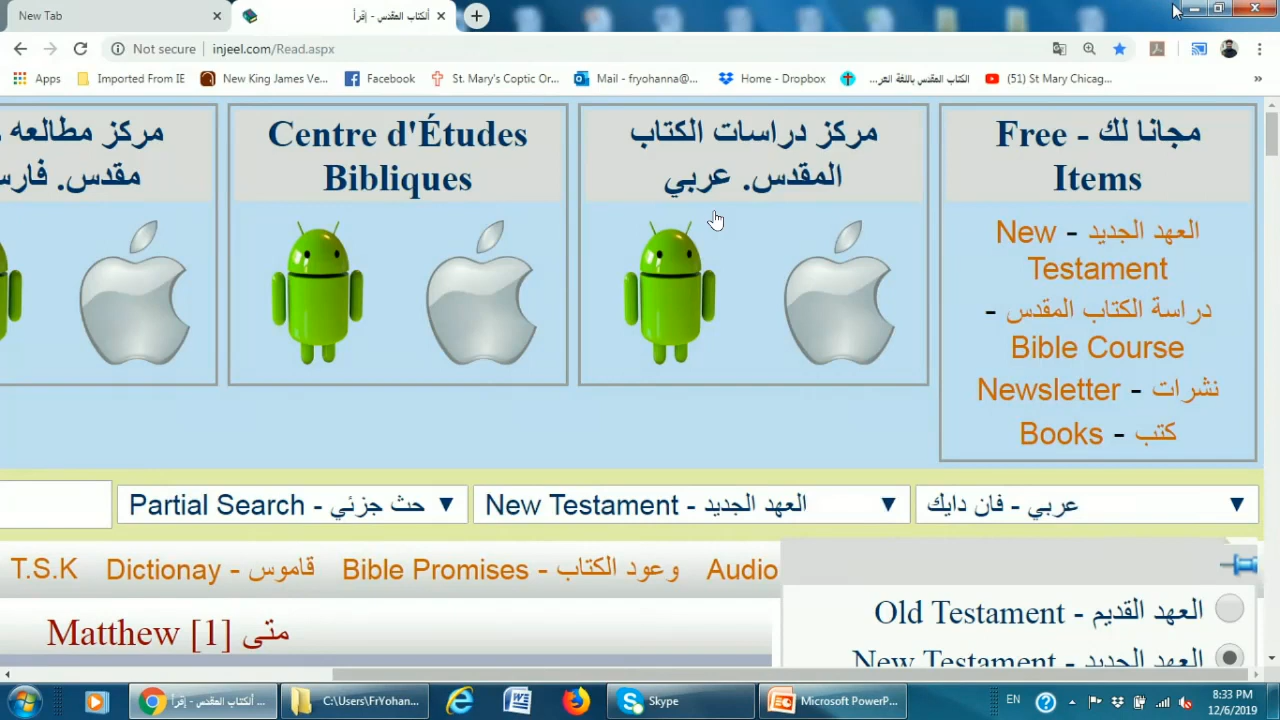 New Tab
ألكتاب المقدس - إقرأ
Not secure
injeel.com/Read.aspx
Apps
Imported From IE
New King James Ve...
Facebook
St. Mary's Coptic Or...
Mail - fryohanna@...
Home - Dropbox
الكتاب المقدس باللغة العر...
(51) St Mary Chicag...
»
مركز مطالعه
مقدس. فارس
Centre d'Études
Bibliques
مركز دراسات الكتاب
المقدس. عربي
Free - مجانا لك
Items
New - العهد الجديد
Testament
دراسة الكتاب المقدس -
Bible Course
Newsletter - نشرات
Books - كتب
Partial Search - حث جزئي
New Testament - العهد الجديد
عربي - فان دايك
T.S.K
Dictionay - قاموس
Bible Promises - وعود الكتاب
Audio
Matthew [1] متى
Old Testament - العهد القديم
New Testament - العهد الجديد
ألكتاب المقدس - إقرأ ...
C:\Users\FrYohan...
Skype
Microsoft PowerP...
EN
8:33 PM
12/6/2019